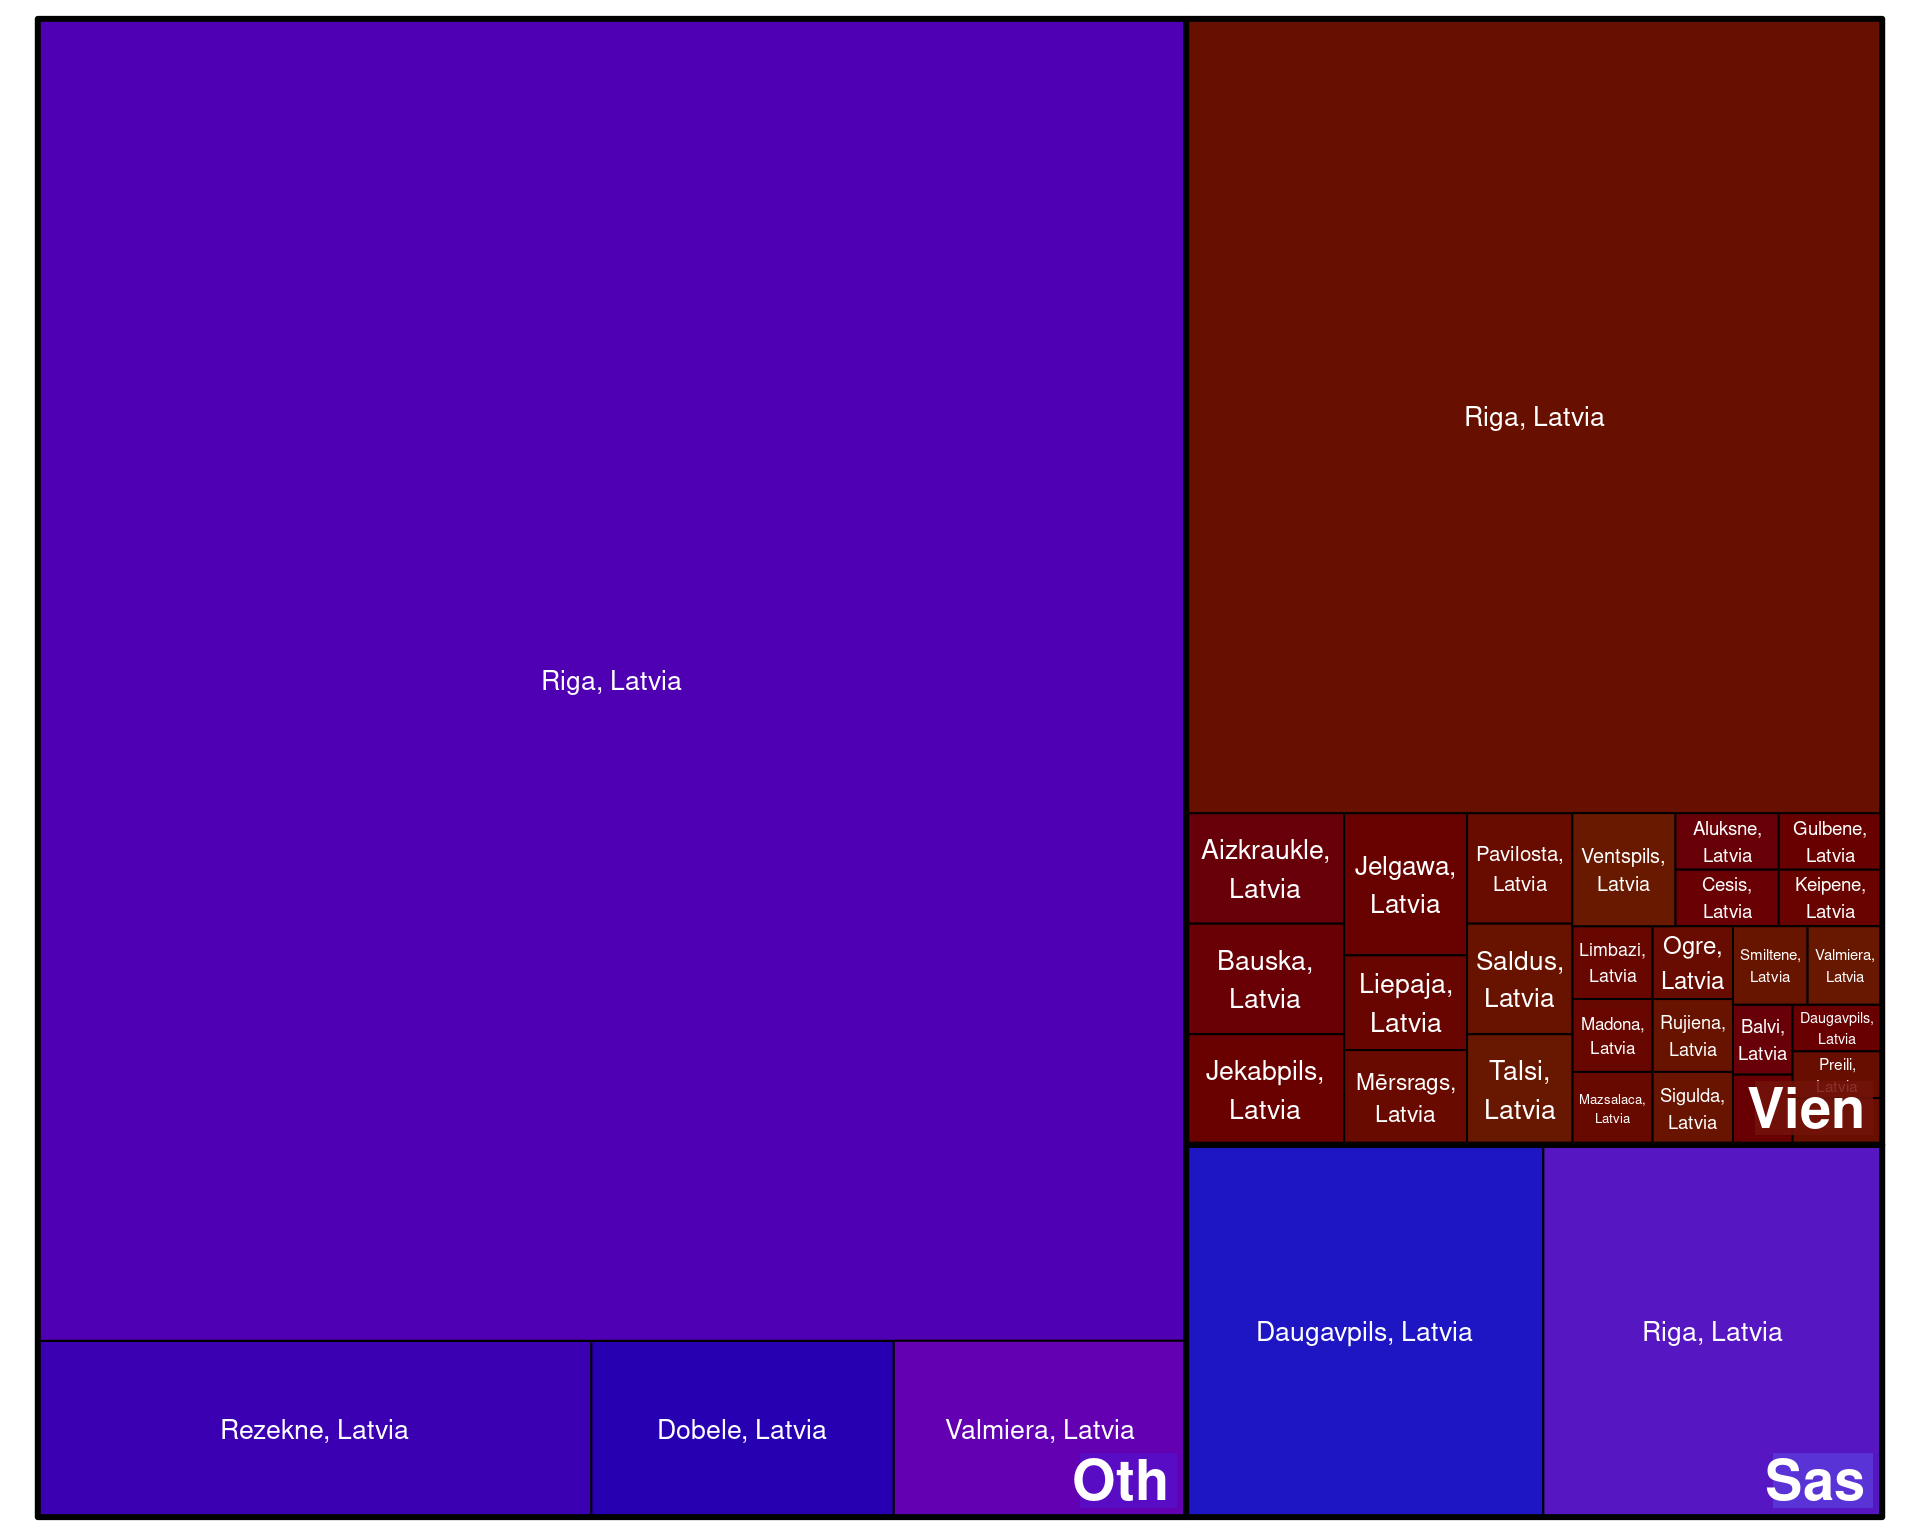 Riga, Latvia
Rezekne, Latvia
Dobele, Latvia
Valmiera, Latvia
Oth
Riga, Latvia
Aizkraukle,
Latvia
Bauska,
Latvia
Jekabpils,
Latvia
Jelgawa,
Latvia
Liepaja,
Latvia
Mērsrags,
Latvia
Pavilosta,
Latvia
Saldus,
Latvia
Talsi,
Latvia
Ventspils,
Latvia
Aluksne,
Latvia
Cesis,
Latvia
Gulbene,
Latvia
Keipene,
Latvia
Limbazi,
Latvia
Madona,
Latvia
Mazsalaca,
Latvia
Ogre,
Latvia
Rujiena,
Latvia
Sigulda,
Latvia
Smiltene,
Latvia
Valmiera,
Latvia
Balvi,
Latvia
Daugavpils,
Latvia
Preili,
Latvia
Vien
Daugavpils, Latvia
Riga, Latvia
Sas